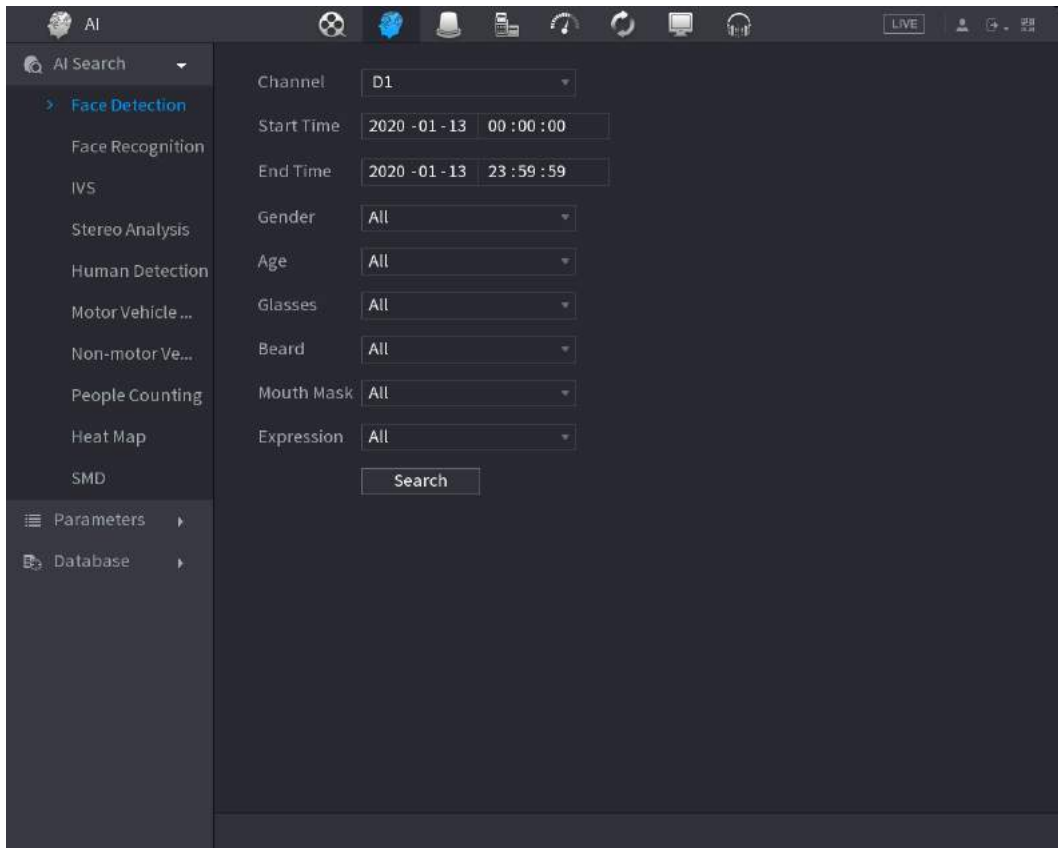 AI
LIVE
AI Search
Face Detection
Face Recognition
IVS
Stereo Analysis
Human Detection
Motor Vehicle ...
Non-motor Ve...
People Counting
Heat Map
SMD
Parameters
Database
Channel D1
Start Time 2020 -01 -13 00 :00 :00
End Time 2020 -01 -13 23 :59 :59
Gender All
Age All
Glasses All
Beard All
Mouth Mask All
Expression All
Search